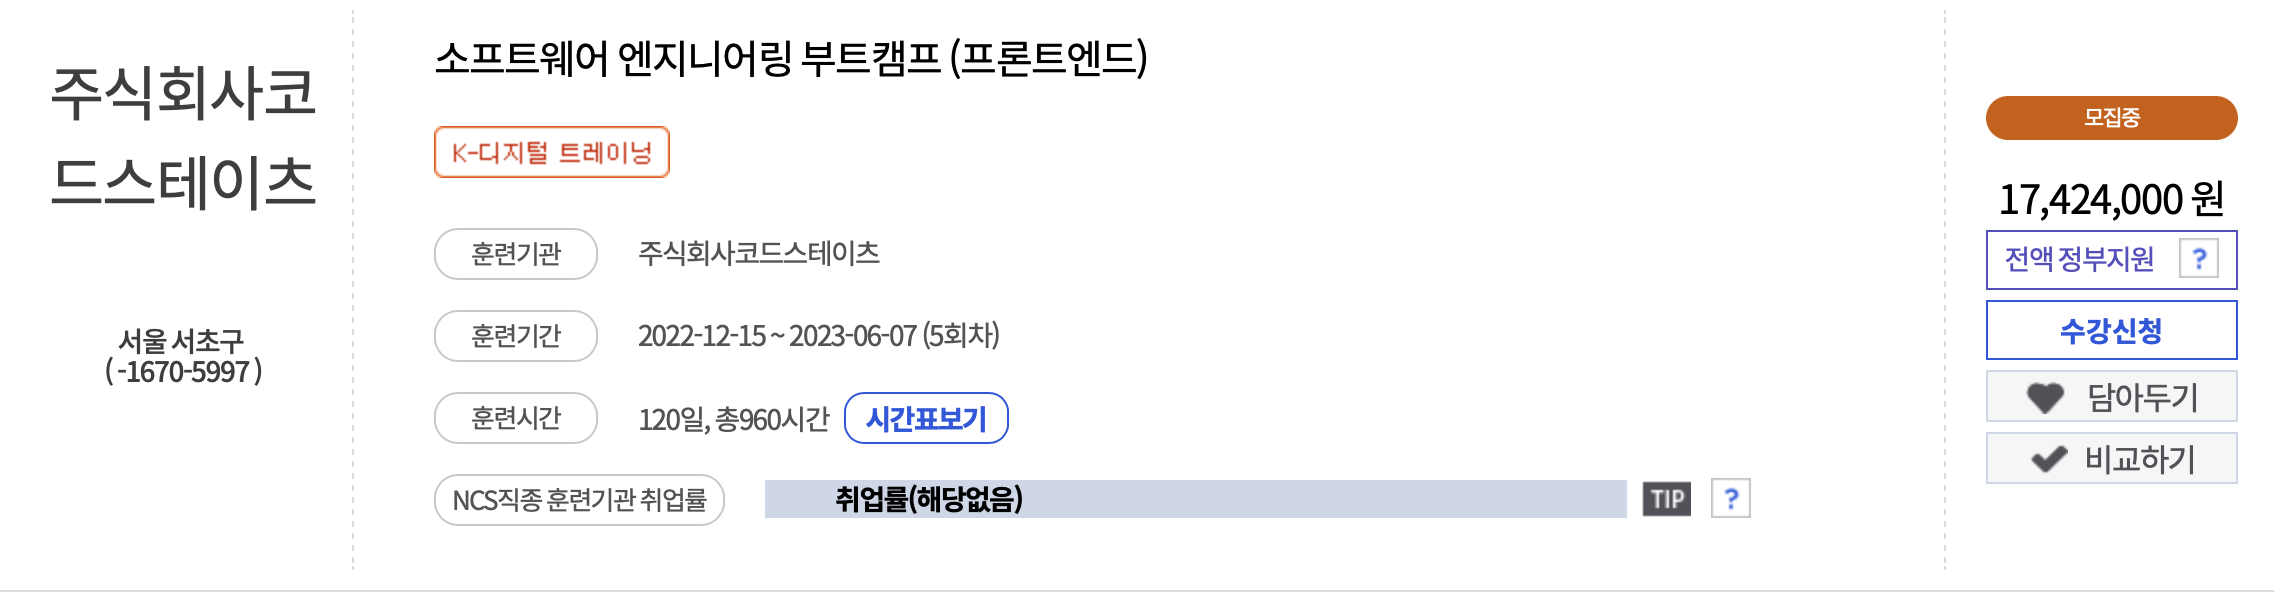 주식회사코
드스테이츠
서울 서초구
( -1670-5997 )
소프트웨어 엔지니어링 부트캠프 (프론트엔드)
K-디지털 트레이닝
훈련기관 주식회사코드스테이츠
훈련기간 2022-12-15 ~ 2023-06-07 (5회차)
훈련시간 120일, 총960시간 시간표보기
NCS직종 훈련기관 취업률 취업률(해당없음) TIP ?
모집중
17,424,000 원
전액 정부지원 ?
수강신청
담아두기
비교하기